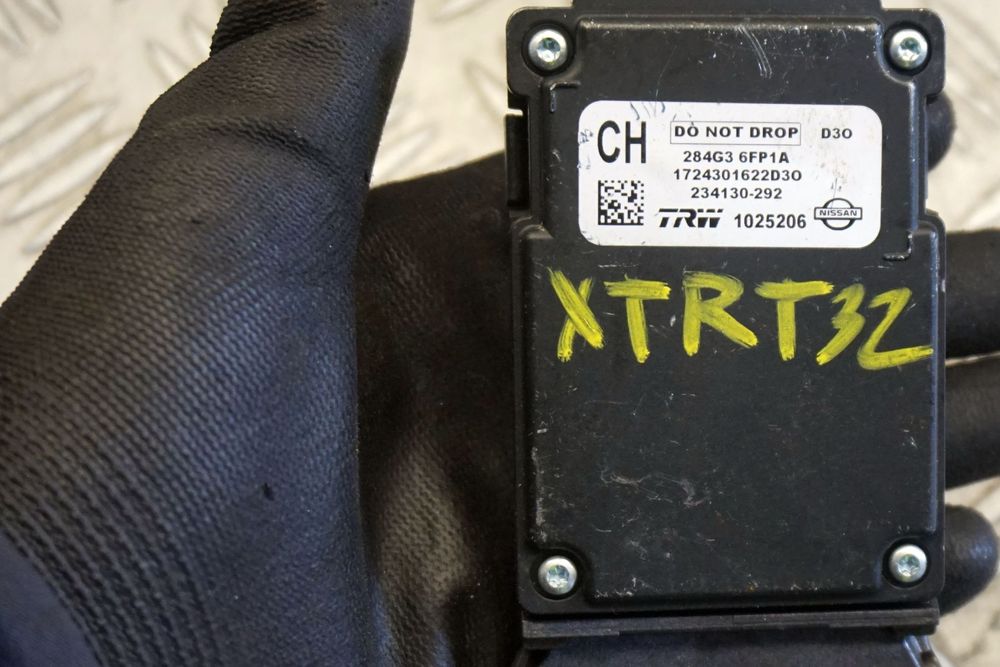 CH DO NOT DROP D3O
284G3 6FP1A
1724301622D3O
234130-292
TRW 1025206 NISSAN
XTRT32